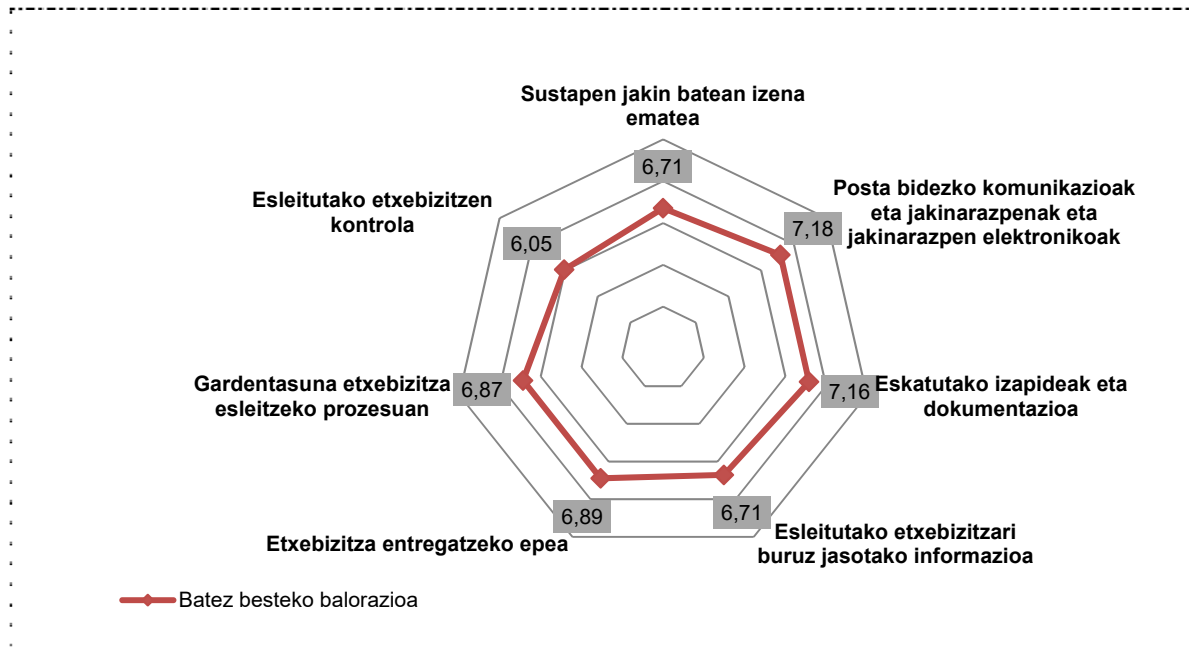 Sustapen jakin batean izena
ematea
6,71
Posta bidezko komunikazioak
eta jakinarazpenak eta
jakinarazpen elektronikoak
7,18
Eskatutako izapideak eta
dokumentazioa
7,16
Esleitutako etxebizitzari
buruz jasotako informazioa
6,71
Etxebizitza entregatzeko epea
6,89
Gardentasuna etxebizitza
esleitzeko prozesuan
6,87
Esleitutako etxebizitzen
kontrola
6,05
Batez besteko balorazioa